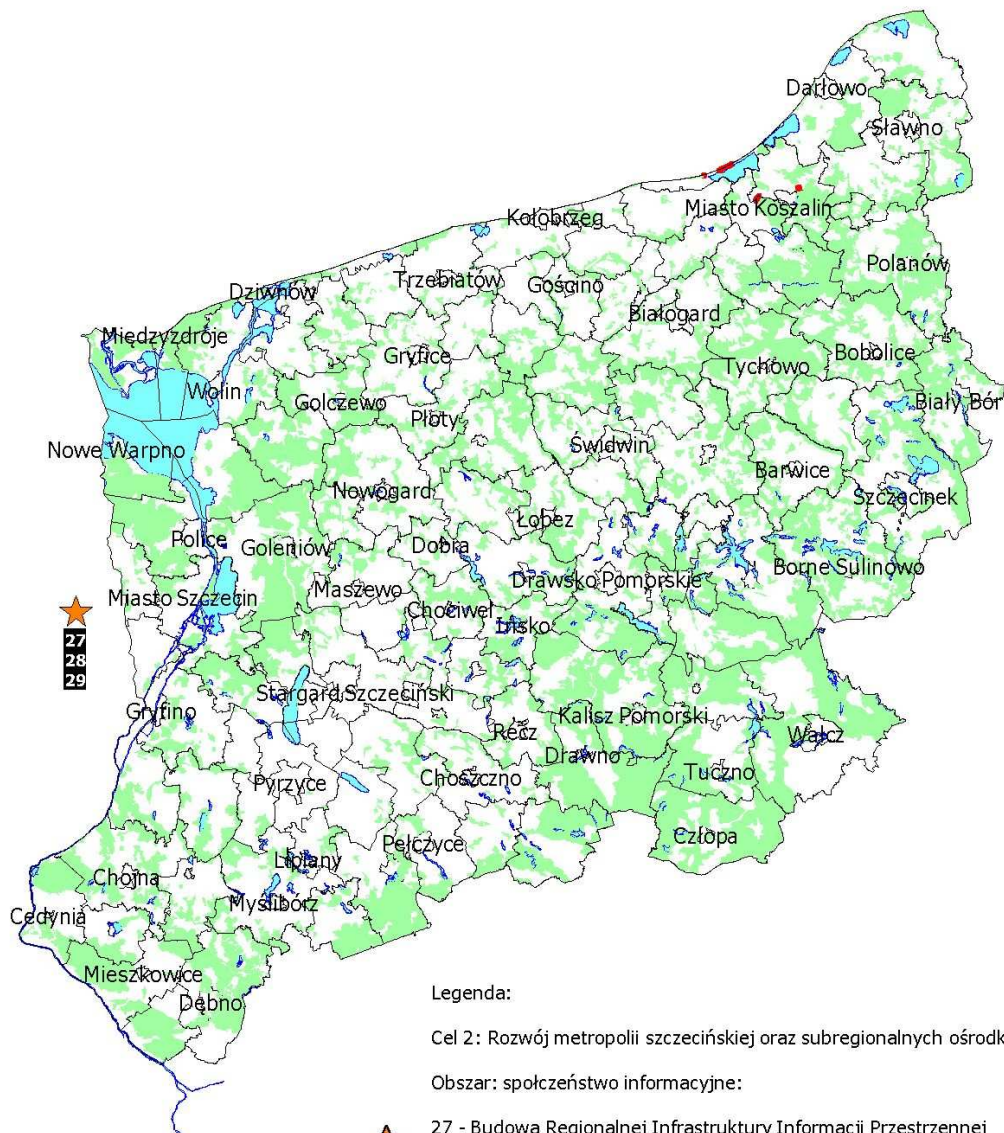 Darłowo
Sławno
Miasto Koszalin
Kołobrzeg
Polanów
Trzebiatów
Gościno
Dziwnów
Białogard
Międzyzdroje
Gryfice
Tychowo
Bobolice
Wolin
Golczewo
Płoty
Biały Bór
Nowe Warpno
Świdwin
Barwice
Nowogard
Szczecinek
Łobez
Police
Goleniów
Dobra
Drawsko Pomorskie
Borne Sulinowo
Maszewo
Miasto Szczecin
Chociwel
Ińsko
27
28
29
Stargard Szczeciński
Gryfino
Kalisz Pomorski
Recz
Drawno
Wałcz
Tuczno
Pyrzyce
Choszczno
Człopa
Pełczyce
Lipiany
Chojna
Myślibórz
Cedynia
Mieszkowice
Dębno
Legenda:
Cel 2: Rozwój metropolii szczecińskiej oraz subregionalnych ośrodk
Obszar: społeczeństwo informacyjne:
27 - Budowa Regionalnej Infrastruktury Informacji Przestrzennej